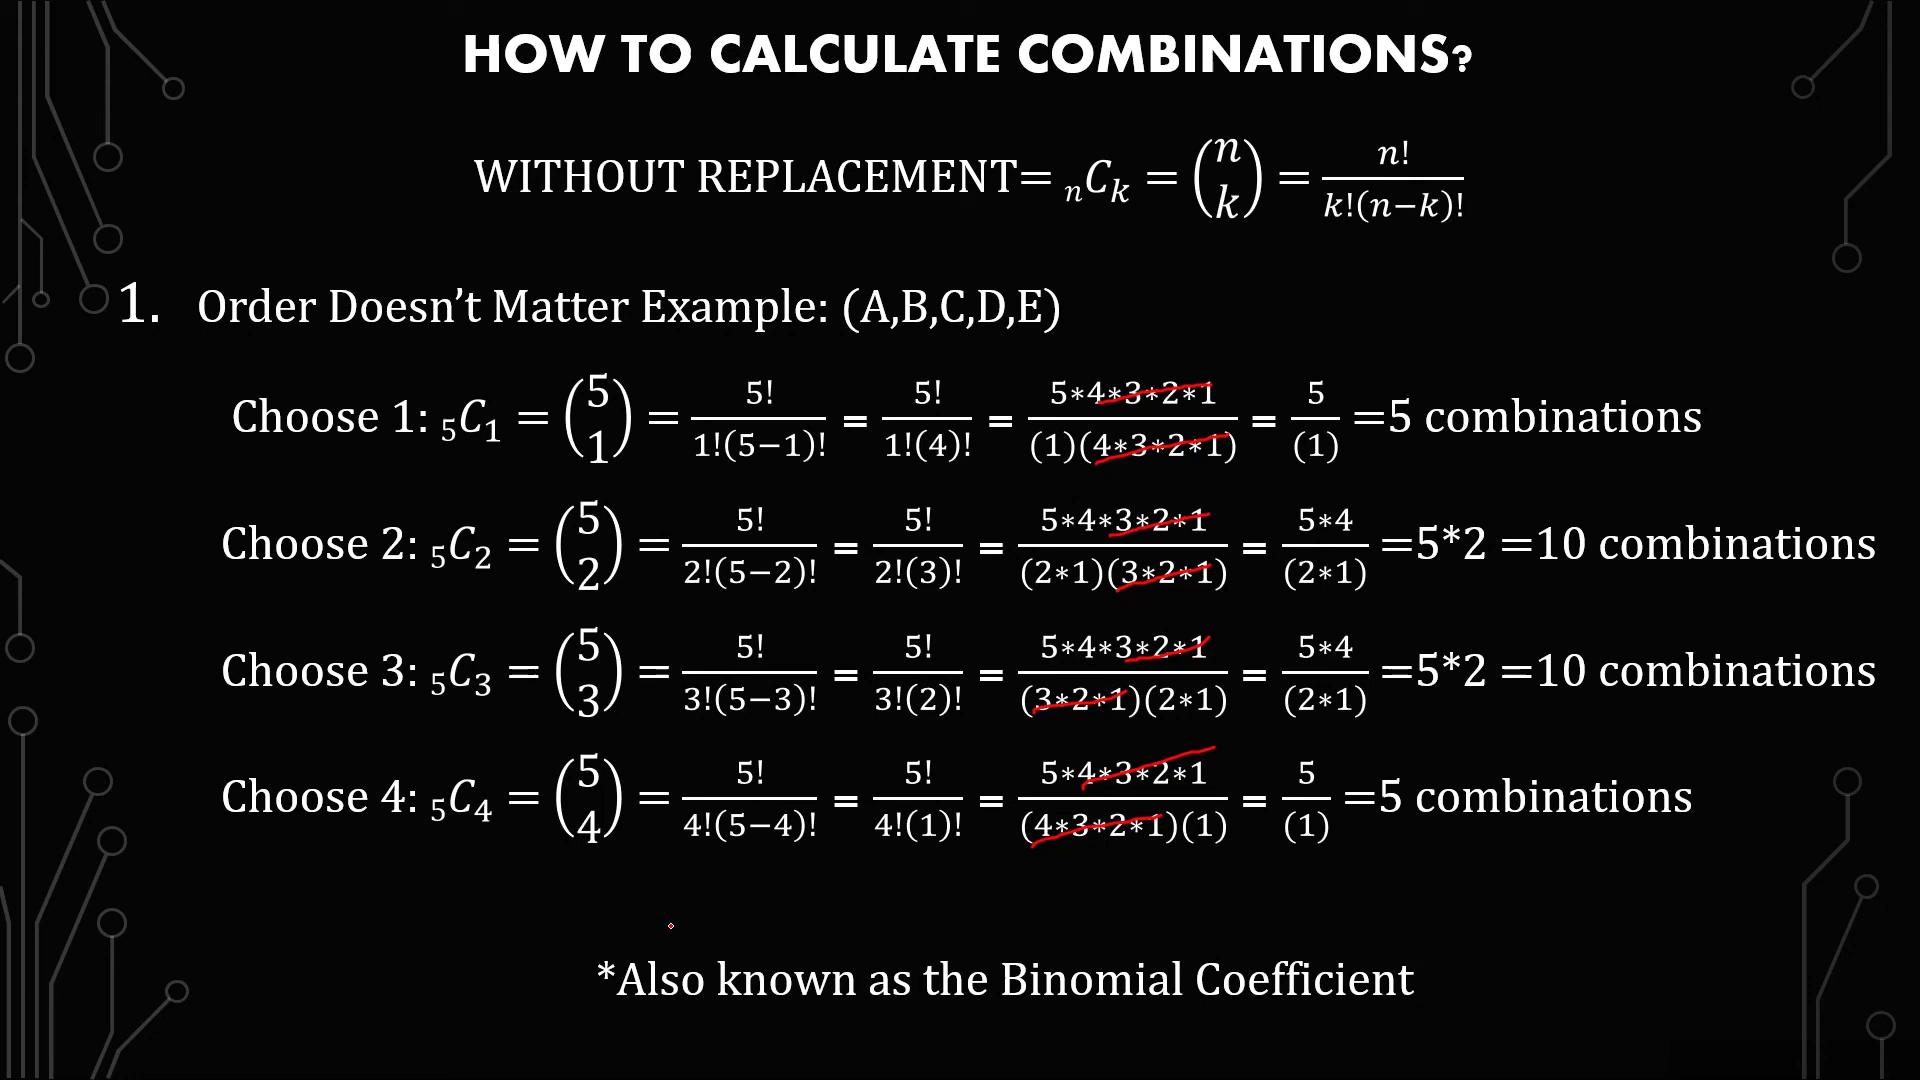 HOW TO CALCULATE COMBINATIONS?
WITHOUT REPLACEMENT= ₙCₖ = (n k) = n!/k!(n−k)!
1. Order Doesn’t Matter Example: (A,B,C,D,E)
Choose 1: ₅C₁ = (5 1) = 5!/1!(5−1)! = 5!/1!(4)! = 5∗4∗3∗2∗1/(1)(4∗3∗2∗1) = 5/(1) =5 combinations
Choose 2: ₅C₂ = (5 2) = 5!/2!(5−2)! = 5!/2!(3)! = 5∗4∗3∗2∗1/(2∗1)(3∗2∗1) = 5∗4/(2∗1) =5*2 =10 combinations
Choose 3: ₅C₃ = (5 3) = 5!/3!(5−3)! = 5!/3!(2)! = 5∗4∗3∗2∗1/(3∗2∗1)(2∗1) = 5∗4/(2∗1) =5*2 =10 combinations
Choose 4: ₅C₄ = (5 4) = 5!/4!(5−4)! = 5!/4!(1)! = 5∗4∗3∗2∗1/(4∗3∗2∗1)(1) = 5/(1) =5 combinations
*Also known as the Binomial Coefficient